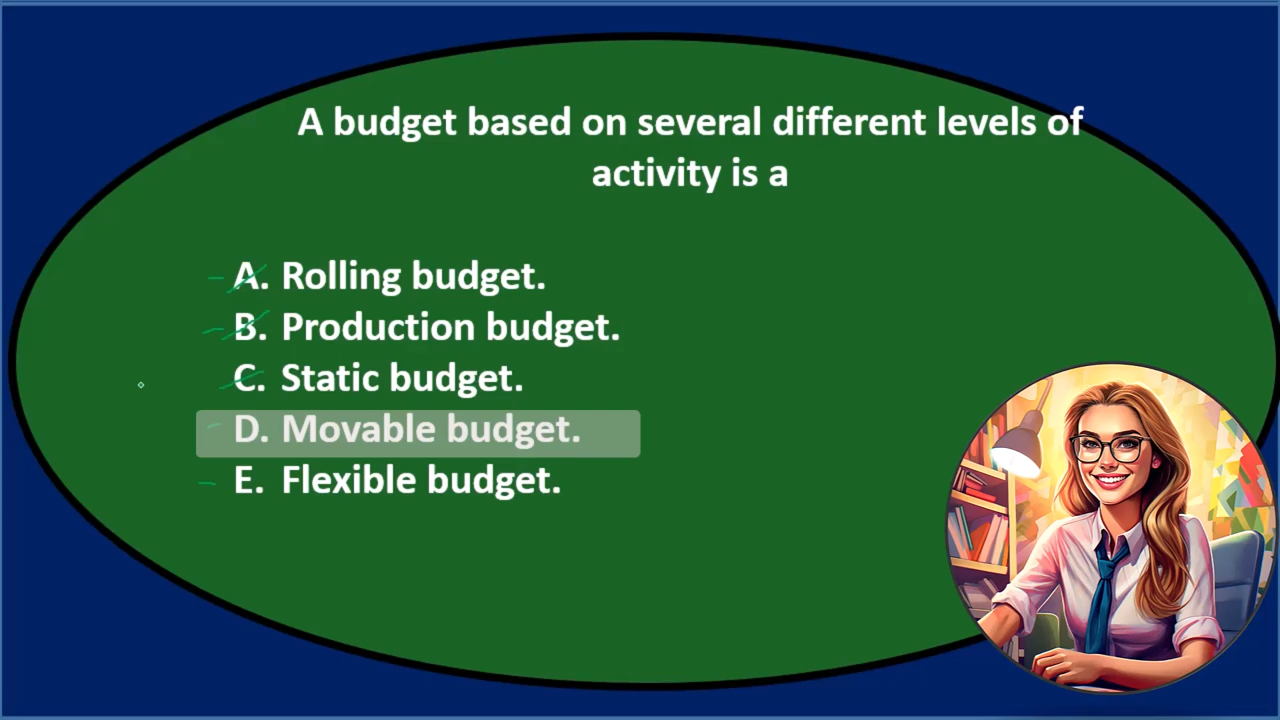 A budget based on several different levels of
activity is a
A. Rolling budget.
B. Production budget.
C. Static budget.
D. Movable budget.
E. Flexible budget.